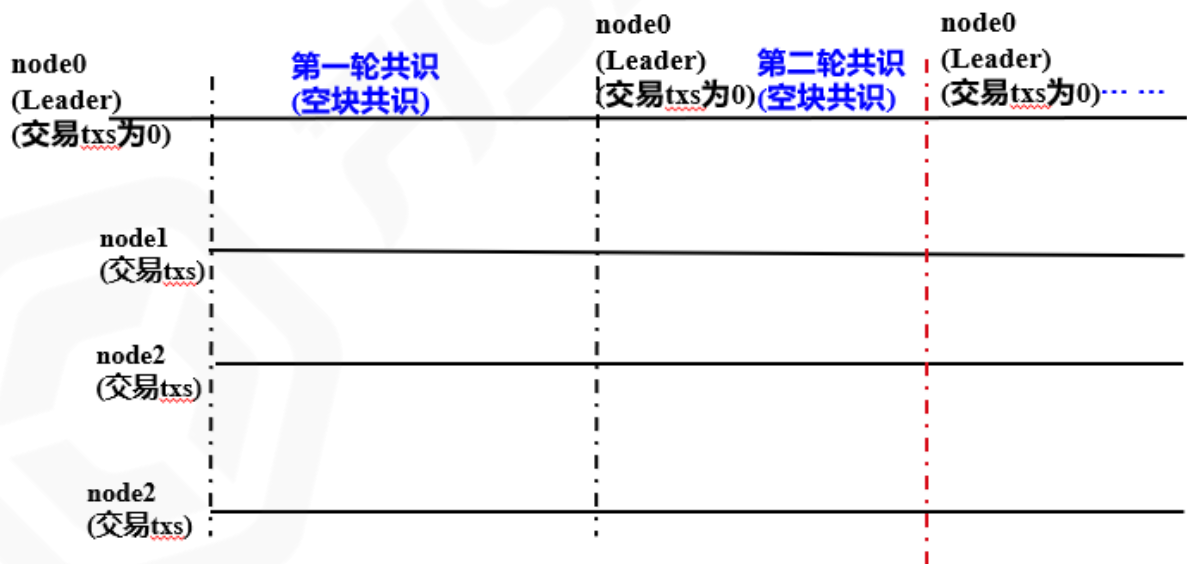 node0
(Leader)
(交易txs为0)
第一轮共识
(空块共识)
node0
(Leader)
(交易txs为0)
第二轮共识
(空块共识)
node0
(Leader)
(交易txs为0)… …
node1
(交易txs)
node2
(交易txs)
node2
(交易txs)